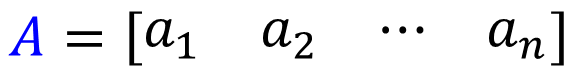 A = [a₁ a₂ ⋯ aₙ]